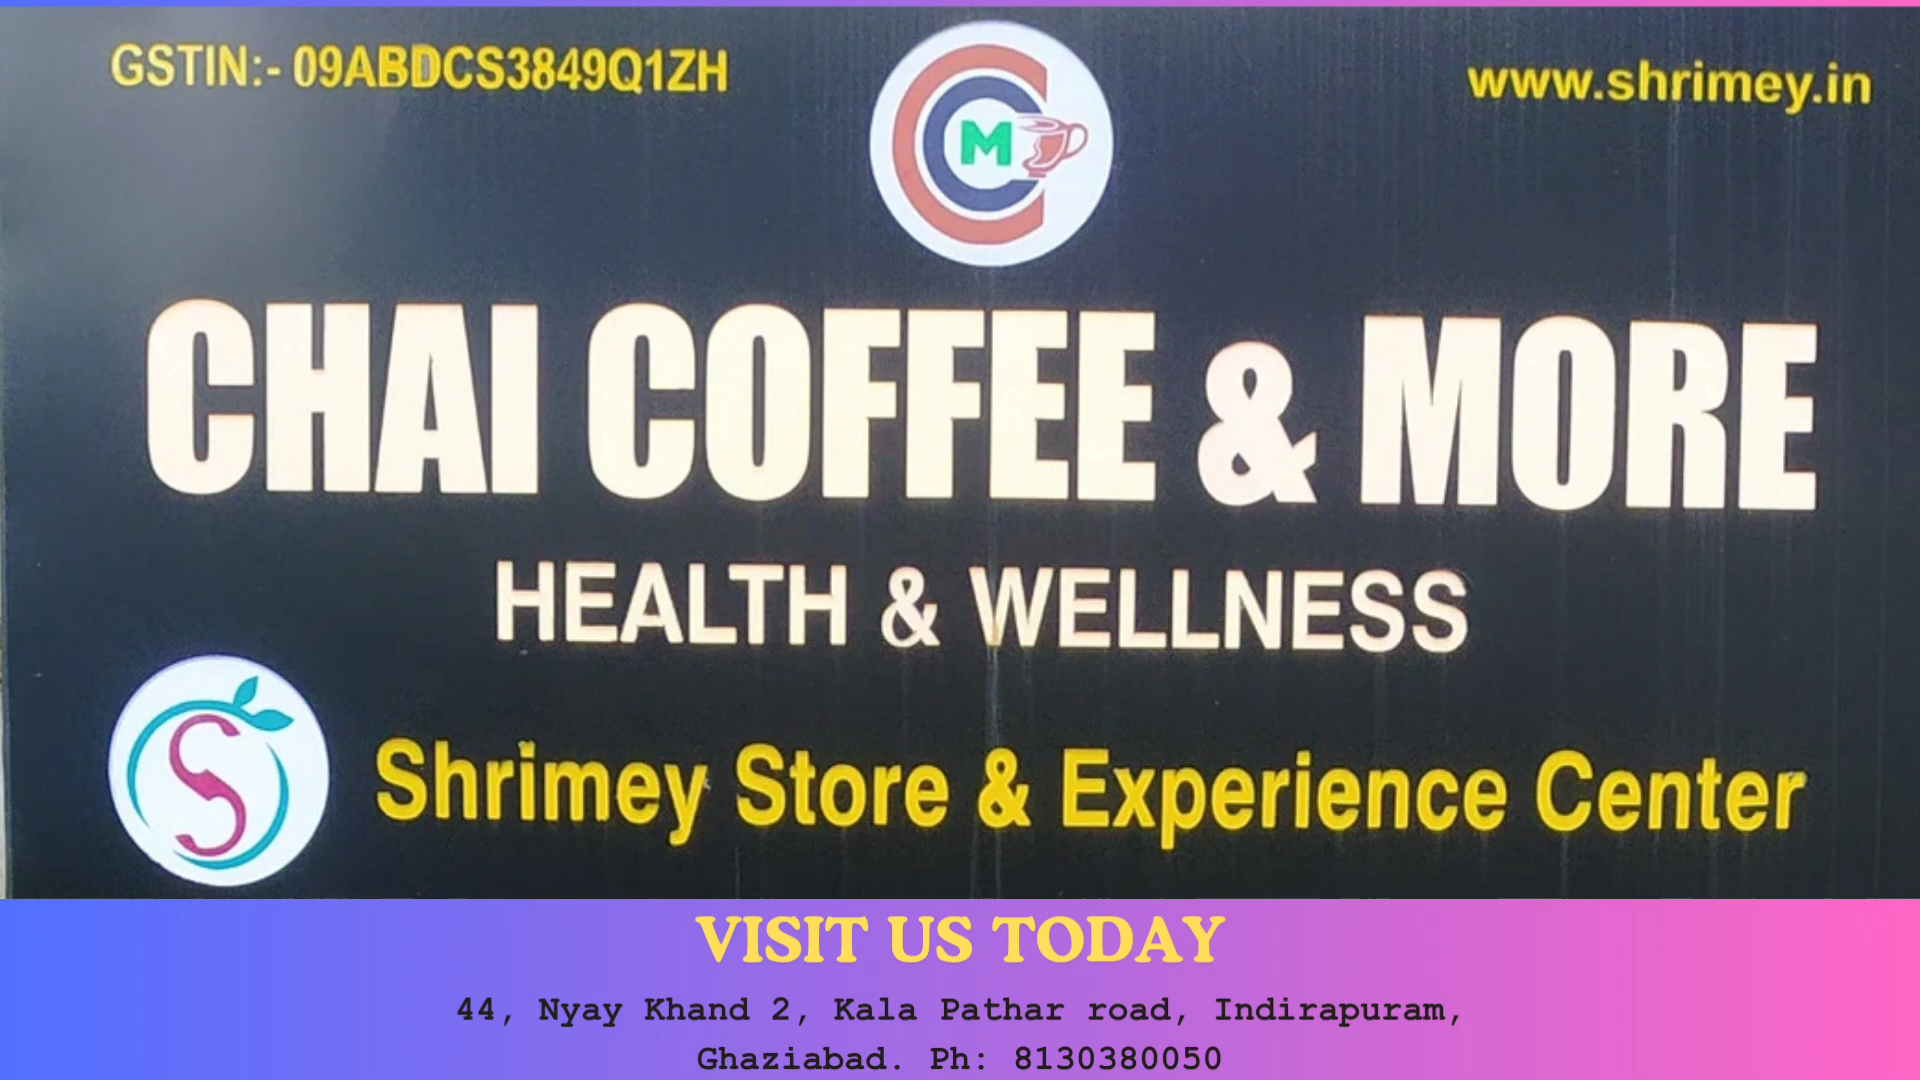 GSTIN:- 09ABDCS3849Q1ZH
www.shrimey.in
M
CHAI COFFEE & MORE
HEALTH & WELLNESS
S
Shrimey Store & Experience Center
VISIT US TODAY
44, Nyay Khand 2, Kala Pathar road, Indirapuram,
Ghaziabad. Ph: 8130380050